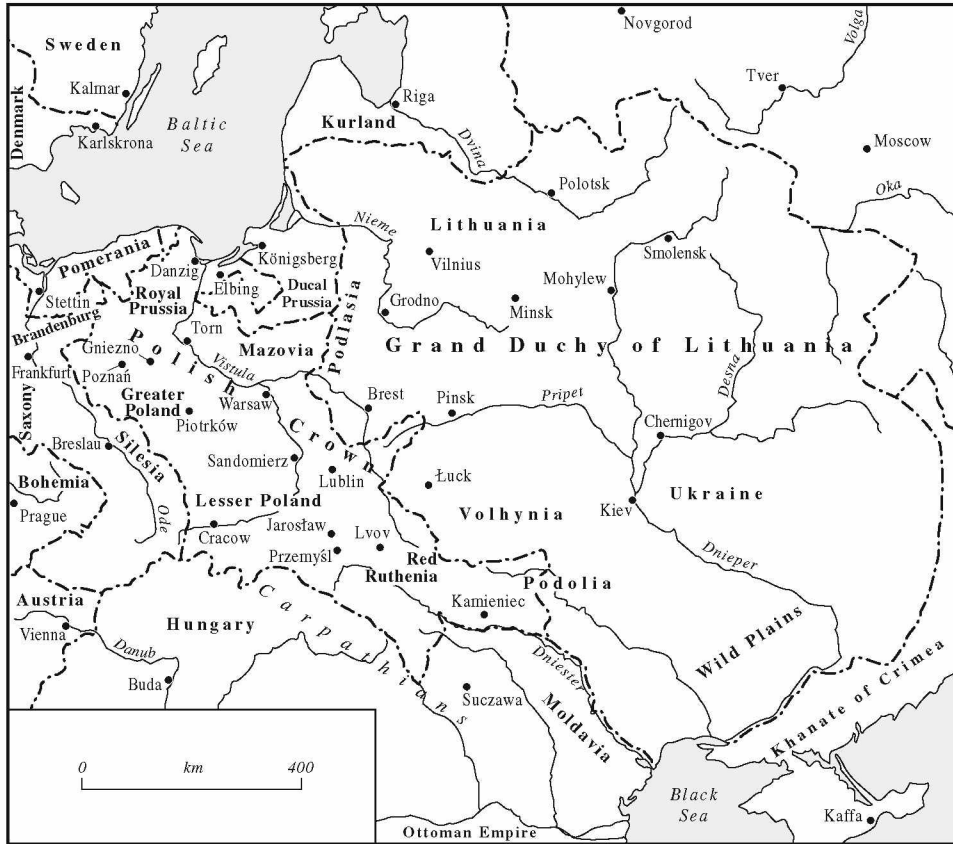 Novgorod
Volga
Sweden
Tver
Kalmar
Riga
Denmark
Baltic
Sea
Kurland
Karlskrona
Dvina
Moscow
Polotsk
Oka
Nieme
Lithuania
Smolensk
Pomerania
Königsberg
Vilnius
Danzig
Mohylew
Stettin
Royal
Prussia
Elbing
Ducal
Prussia
Podlasia
Grodno
Minsk
Brandenburg
Torn
Polish
Crown
Mazovia
Grand Duchy of Lithuania
Gniezno
Frankfurt
Poznań
Vistula
Desna
Saxony
Greater
Poland
Warsaw
Brest
Pinsk
Pripet
Piotrków
Chernigov
Breslau
Silesia
Sandomierz
Lublin
Łuck
Bohemia
Ukraine
Prague
Ode
Lesser Poland
Volhynia
Kiev
Cracow
Jarosław
Lvov
Przemyśl
Red
Ruthenia
Dnieper
Podolia
Austria
Carpathians
Kamieniec
Vienna
Hungary
Danub
Dniester
Wild Plains
Buda
Suczawa
Moldavia
Khanate of Crimea
0 km 400
Black
Sea
Kaffa
Ottoman Empire